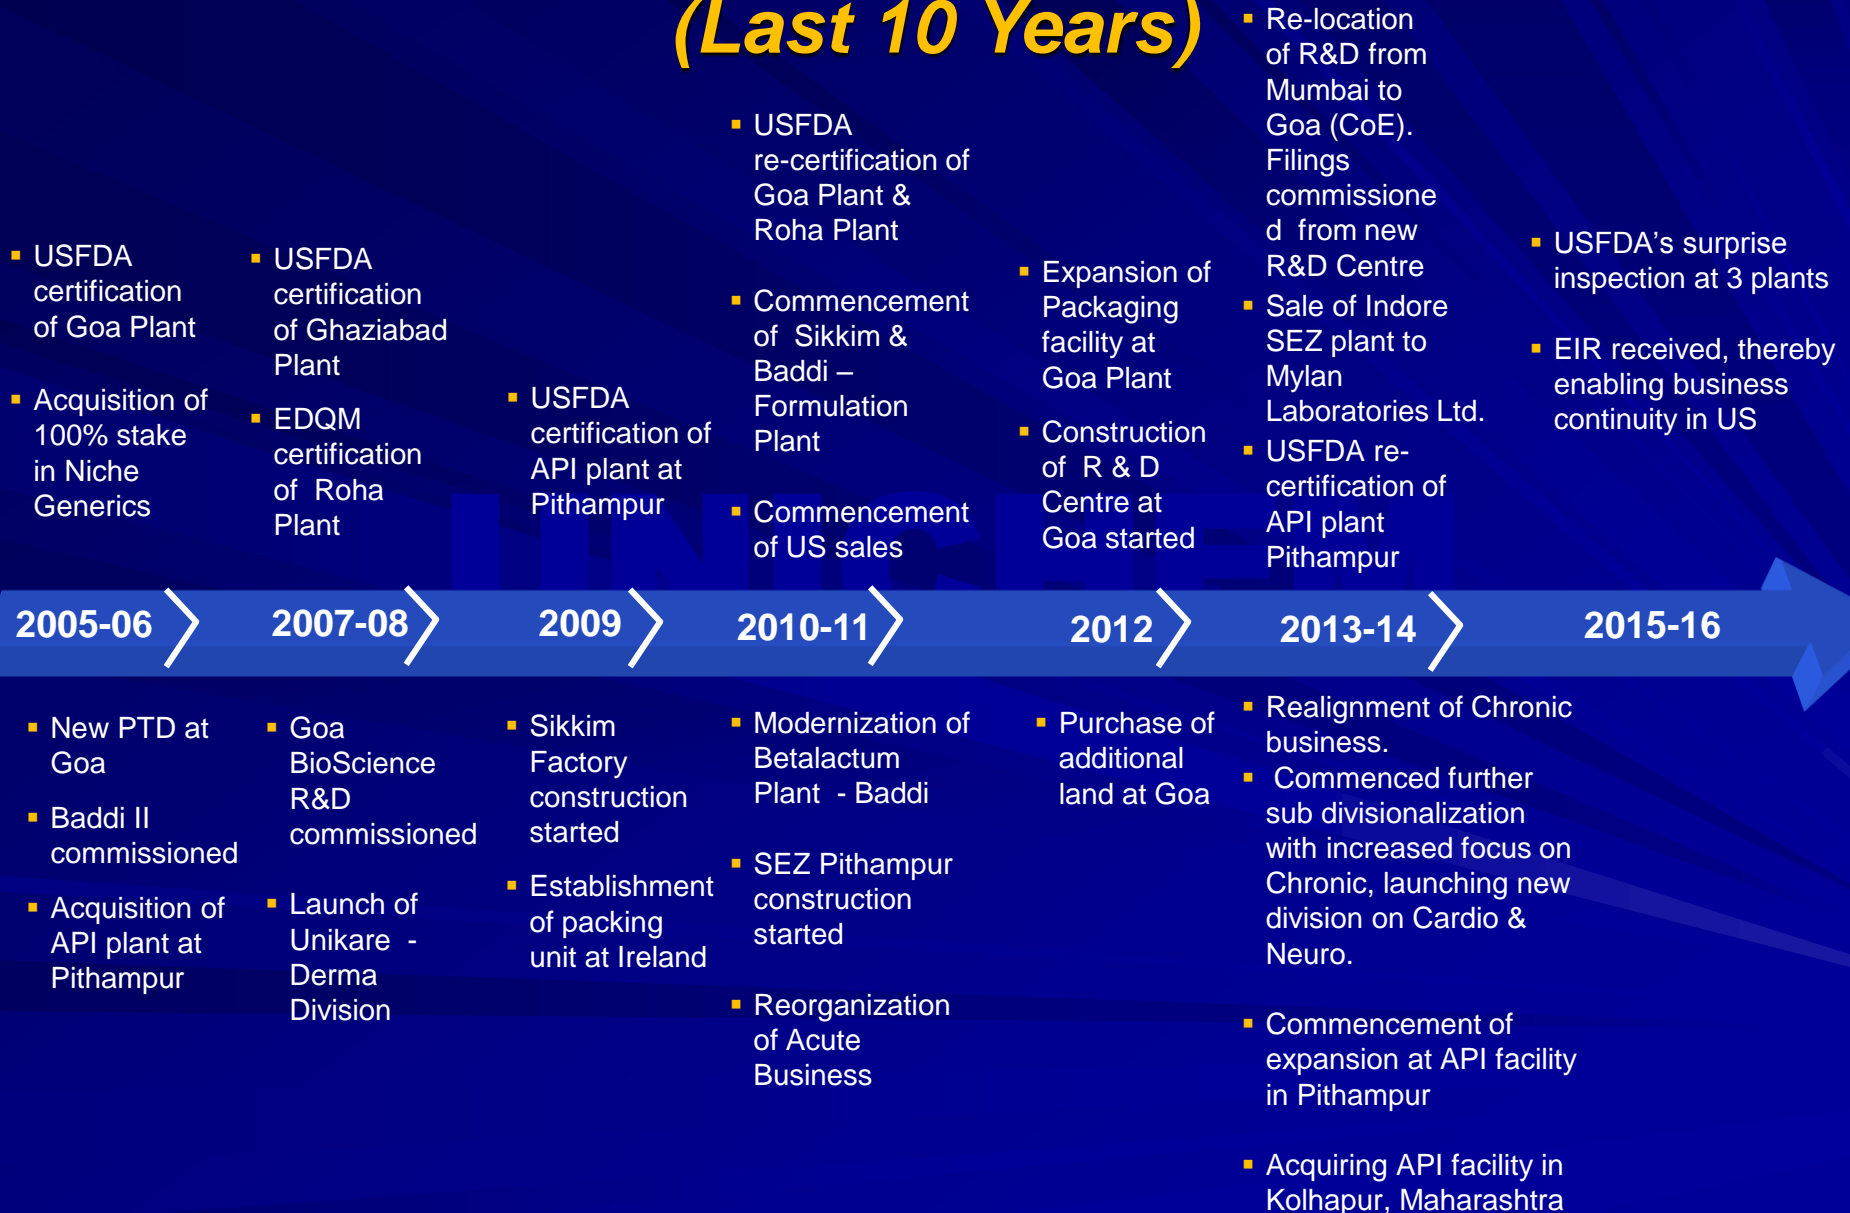 (Last 10 Years)
USFDA
certification
of Goa Plant
Acquisition of
100% stake
in Niche
Generics
USFDA
certification
of Ghaziabad
Plant
EDQM
certification
of Roha
Plant
USFDA
certification of
API plant at
Pithampur
USFDA
re-certification of
Goa Plant &
Roha Plant
Commencement
of Sikkim &
Baddi –
Formulation
Plant
Commencement
of US sales
Expansion of
Packaging
facility at
Goa Plant
Construction
of R & D
Centre at
Goa started
Re-location
of R&D from
Mumbai to
Goa (CoE).
Filings
commissione
d from new
R&D Centre
Sale of Indore
SEZ plant to
Mylan
Laboratories Ltd.
USFDA re-
certification of
API plant
Pithampur
USFDA’s surprise
inspection at 3 plants
EIR received, thereby
enabling business
continuity in US
UNICHEM
2005-06
2007-08
2009
2010-11
2012
2013-14
2015-16
New PTD at
Goa
Baddi II
commissioned
Acquisition of
API plant at
Pithampur
Goa
BioScience
R&D
commissioned
Launch of
Unikare -
Derma
Division
Sikkim
Factory
construction
started
Establishment
of packing
unit at Ireland
Modernization of
Betalactum
Plant - Baddi
SEZ Pithampur
construction
started
Reorganization
of Acute
Business
Purchase of
additional
land at Goa
Realignment of Chronic
business.
Commenced further
sub divisionalization
with increased focus on
Chronic, launching new
division on Cardio &
Neuro.
Commencement of
expansion at API facility
in Pithampur
Acquiring API facility in
Kolhapur, Maharashtra